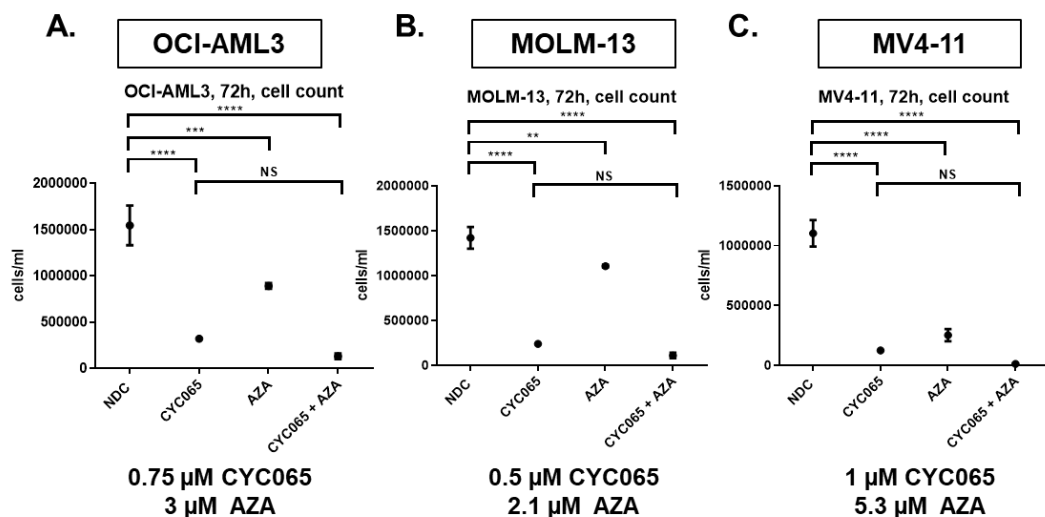 A.
OCI-AML3
OCI-AML3, 72h, cell count
****
***
****
NS
2000000
1500000
1000000
500000
0
cells/ml
NDC
CYC065
AZA
CYC065 + AZA
0.75 µM CYC065
3 µM AZA
B.
MOLM-13
MOLM-13, 72h, cell count
****
**
****
NS
2000000
1500000
1000000
500000
0
cells/ml
NDC
CYC065
AZA
CYC065 + AZA
0.5 µM CYC065
2.1 µM AZA
C.
MV4-11
MV4-11, 72h, cell count
****
****
****
NS
1500000
1000000
500000
0
cells/ml
NDC
CYC065
AZA
CYC065 + AZA
1 µM CYC065
5.3 µM AZA